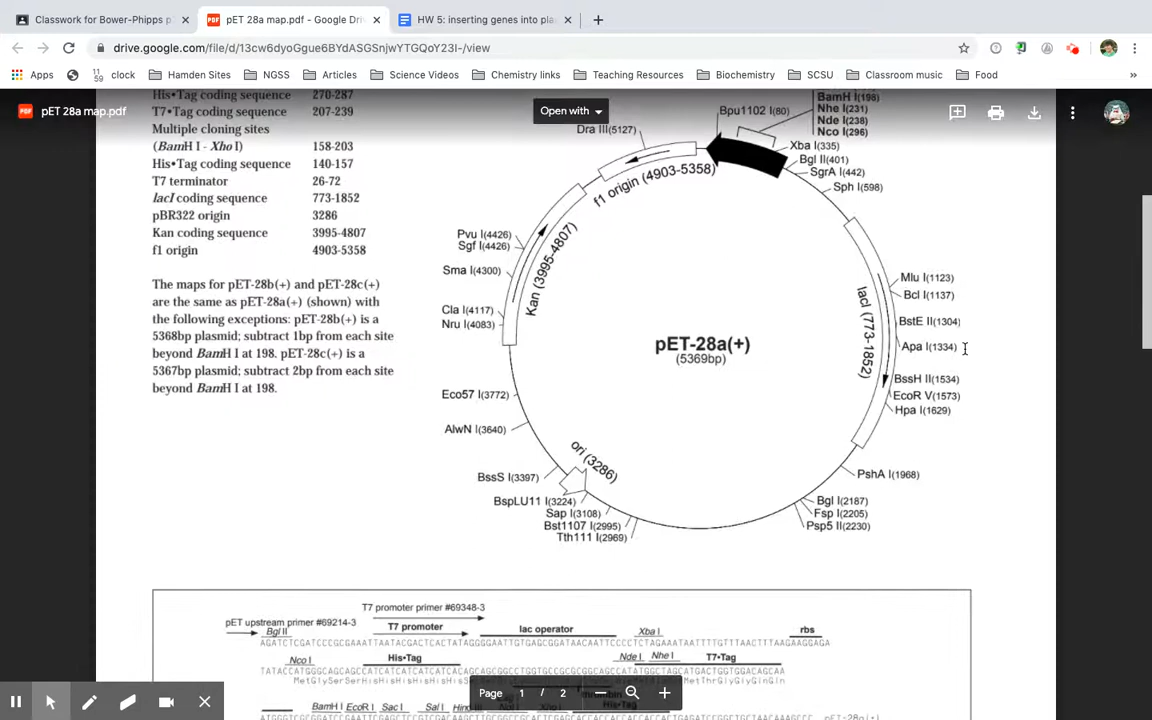 Classwork for Bower-Phipps p
pET 28a map.pdf - Google Dri
HW 5: inserting genes into pla
drive.google.com/file/d/13cw6dyoGgue6BYdASGSnjwYTGQoY23I-/view
Apps
11
59
clock
Hamden Sites
NGSS
Articles
Science Videos
Chemistry links
Teaching Resources
Biochemistry
SCSU
Classroom music
Food
»
PDF pET 28a map.pdf
Open with
His•Tag coding sequence 270-287
T7•Tag coding sequence 207-239
Multiple cloning sites
(BamH I - Xho I) 158-203
His•Tag coding sequence 140-157
T7 terminator 26-72
lacI coding sequence 773-1852
pBR322 origin 3286
Kan coding sequence 3995-4807
f1 origin 4903-5358
The maps for pET-28b(+) and pET-28c(+)
are the same as pET-28a(+) (shown) with
the following exceptions: pET-28b(+) is a
5368bp plasmid; subtract 1bp from each site
beyond BamH I at 198. pET-28c(+) is a
5367bp plasmid; subtract 2bp from each site
beyond BamH I at 198.
BamH I(198)
Nhe I(231)
Nde I(238)
Nco I(296)
Bpu1102 I(80)
Dra III(5127)
Xba I(335)
Bgl II(401)
SgrA I(442)
Sph I(598)
f1 origin (4903-5358)
Pvu I(4426)
Sgf I(4426)
Sma I(4300)
Kan (3995-4807)
Cla I(4117)
Nru I(4083)
Mlu I(1123)
Bcl I(1137)
BstE II(1304)
Apa I(1334)
lacI (773-1852)
BssH II(1534)
EcoR V(1573)
Hpa I(1629)
pET-28a(+)
(5369bp)
Eco57 I(3772)
AlwN I(3640)
ori (3286)
BssS I(3397)
BspLU11 I(3224)
Sap I(3108)
Bst1107 I(2995)
Tth111 I(2969)
PshA I(1968)
Bgl I(2187)
Fsp I(2205)
Psp5 II(2230)
T7 promoter primer #69348-3
pET upstream primer #69214-3
Bgl II T7 promoter lac operator Xba I rbs
AGATCTCGATCCCGCGAAATTAATACGACTCACTATAGGGGAATTGTGAGCGGATAACAATTCCCCTCTAGAAATAATTTTGTTTAACTTTAAGAAGGAGA
Nco I His•Tag Nde I Nhe I T7•Tag
TATACCATGGGCAGCAGCCATCATCATCATCATCACAGCAGCGGCCTGGTGCCGCGCGGCAGCCATATGGCTAGCATGACTGGTGGACAGCAA
BamH I EcoR I Sac I Sal I Hind III His•Tag
Page 1 / 2